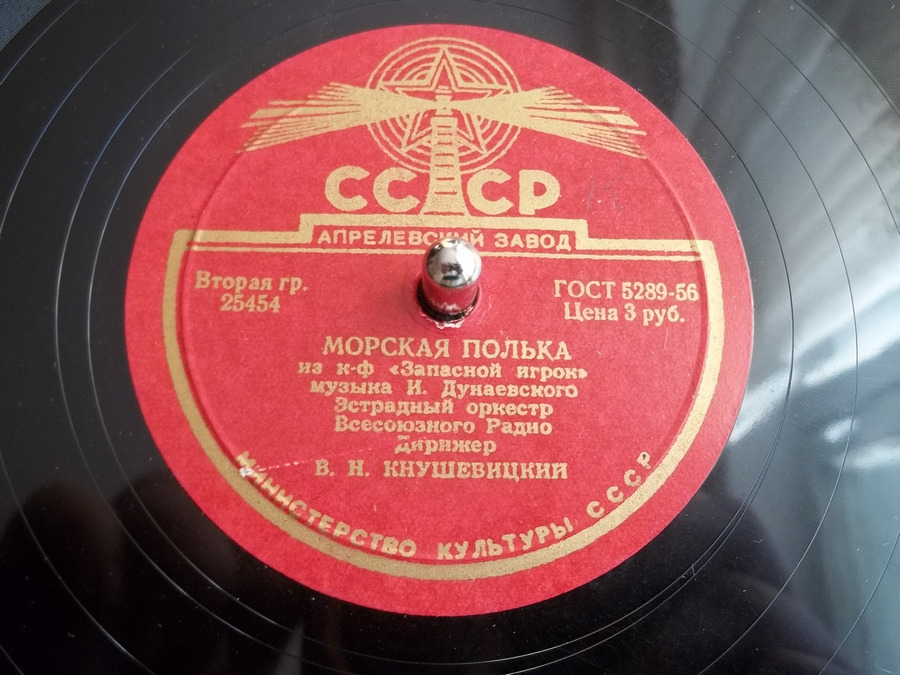 СССР
АПРЕЛЕВСКИЙ ЗАВОД
Вторая гр.
25454
ГОСТ 5289-56
Цена 3 руб.
МОРСКАЯ ПОЛЬКА
из к-ф «Запасной игрок»
музыка И. Дунаевского
Эстрадный оркестр
Всесоюзного Радио
Дирижер
В. Н. КНУШЕВИЦКИЙ
МИНИСТЕРСТВО КУЛЬТУРЫ СССР